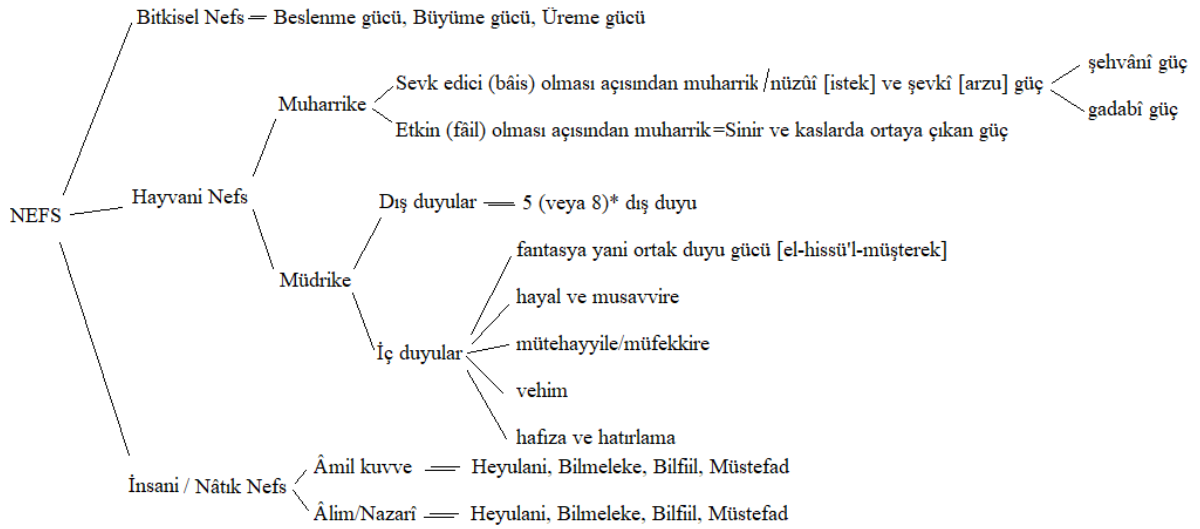 Bitkisel Nefs = Beslenme gücü, Büyüme gücü, Üreme gücü
şehvânî güç
Sevk edici (bâis) olması açısından muharrik / nüzûî [istek] ve şevkî [arzu] güç
Muharrike
gadabî güç
Etkin (fâil) olması açısından muharrik=Sinir ve kaslarda ortaya çıkan güç
NEFS
Hayvani Nefs
Dış duyular = 5 (veya 8)* dış duyu
fantasya yani ortak duyu gücü [el-hissü'l-müşterek]
Müdrike
hayal ve musavvire
İç duyular
mütehayyile/müfekkire
vehim
hafıza ve hatırlama
Âmil kuvve = Heyulani, Bilmeleke, Bilfiil, Müstefad
İnsani / Nâtık Nefs
Âlim/Nazarî = Heyulani, Bilmeleke, Bilfiil, Müstefad